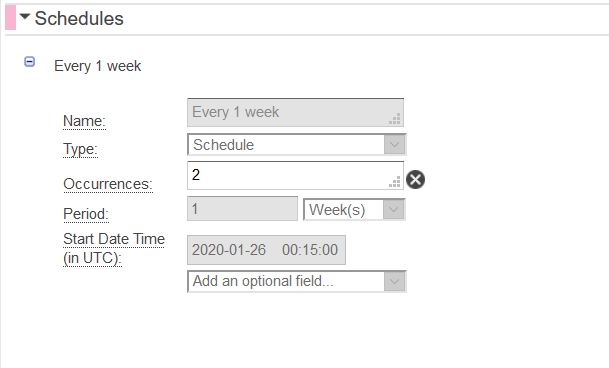 Schedules
Every 1 week
Name: Every 1 week
Type: Schedule
Occurrences: 2
Period: 1 Week(s)
Start Date Time
(in UTC): 2020-01-26 00:15:00
Add an optional field...